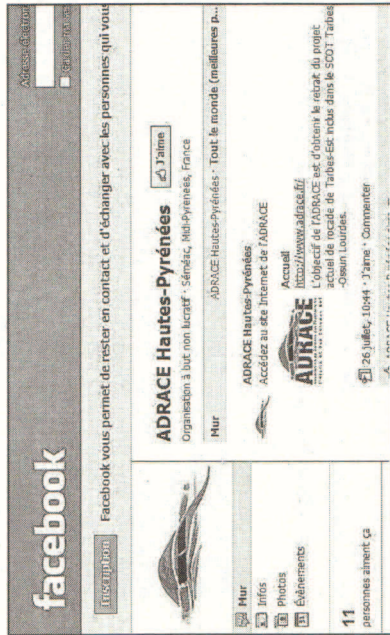 facebook
Adresse électron
Inscription
Facebook vous permet de rester en contact et d'échanger avec les personnes qui vous
ADRACE Hautes-Pyrénées
J'aime
Organisation à but non lucratif · Séméac, Midi-Pyrenees, France
Mur
ADRACE Hautes-Pyrénées · Tout le monde (meilleures p...
ADRACE Hautes-Pyrénées
Accédez au site Internet de l'ADRACE
ADRACE
Accueil
http://www.adrace.fr/
L'objectif de l'ADRACE est d'obtenir le retrait du projet
actuel de rocade de Tarbes-Est inclus dans le SCOT Tarbes
-Ossun Lourdes.
26 juillet, 10:44 · J'aime · Commenter
Mur
Infos
Photos
Évènements
11
personnes aiment ça